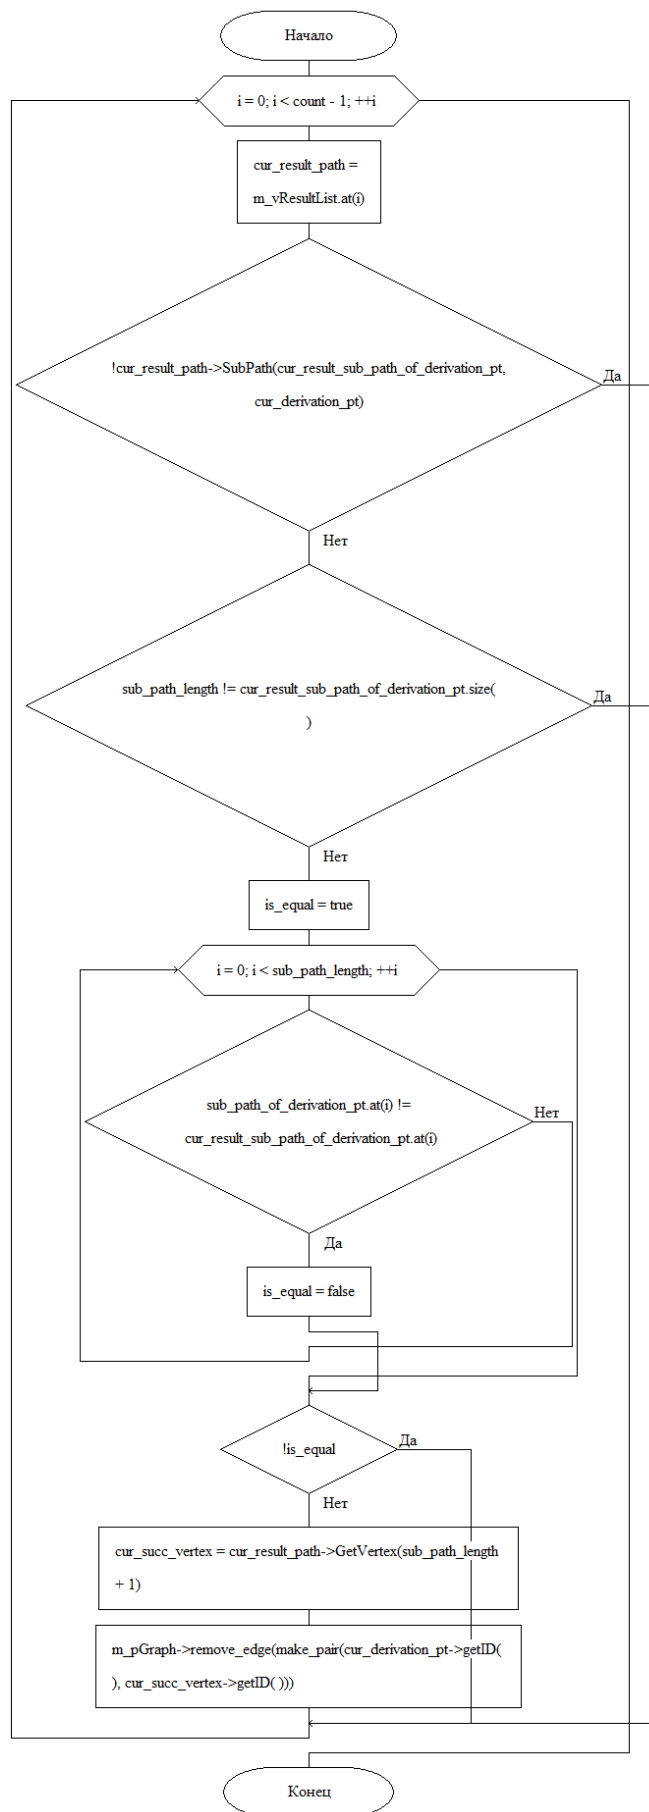 Начало
i = 0; i < count - 1; ++i
cur_result_path =
m_vResultList.at(i)
!cur_result_path->SubPath(cur_result_sub_path_of_derivation_pt,
cur_derivation_pt)
Да
Нет
sub_path_length != cur_result_sub_path_of_derivation_pt.size(
)
Да
Нет
is_equal = true
i = 0; i < sub_path_length; ++i
sub_path_of_derivation_pt.at(i) !=
cur_result_sub_path_of_derivation_pt.at(i)
Нет
Да
is_equal = false
!is_equal
Да
Нет
cur_succ_vertex = cur_result_path->GetVertex(sub_path_length
+ 1)
m_pGraph->remove_edge(make_pair(cur_derivation_pt->getID(
), cur_succ_vertex->getID( )))
Конец